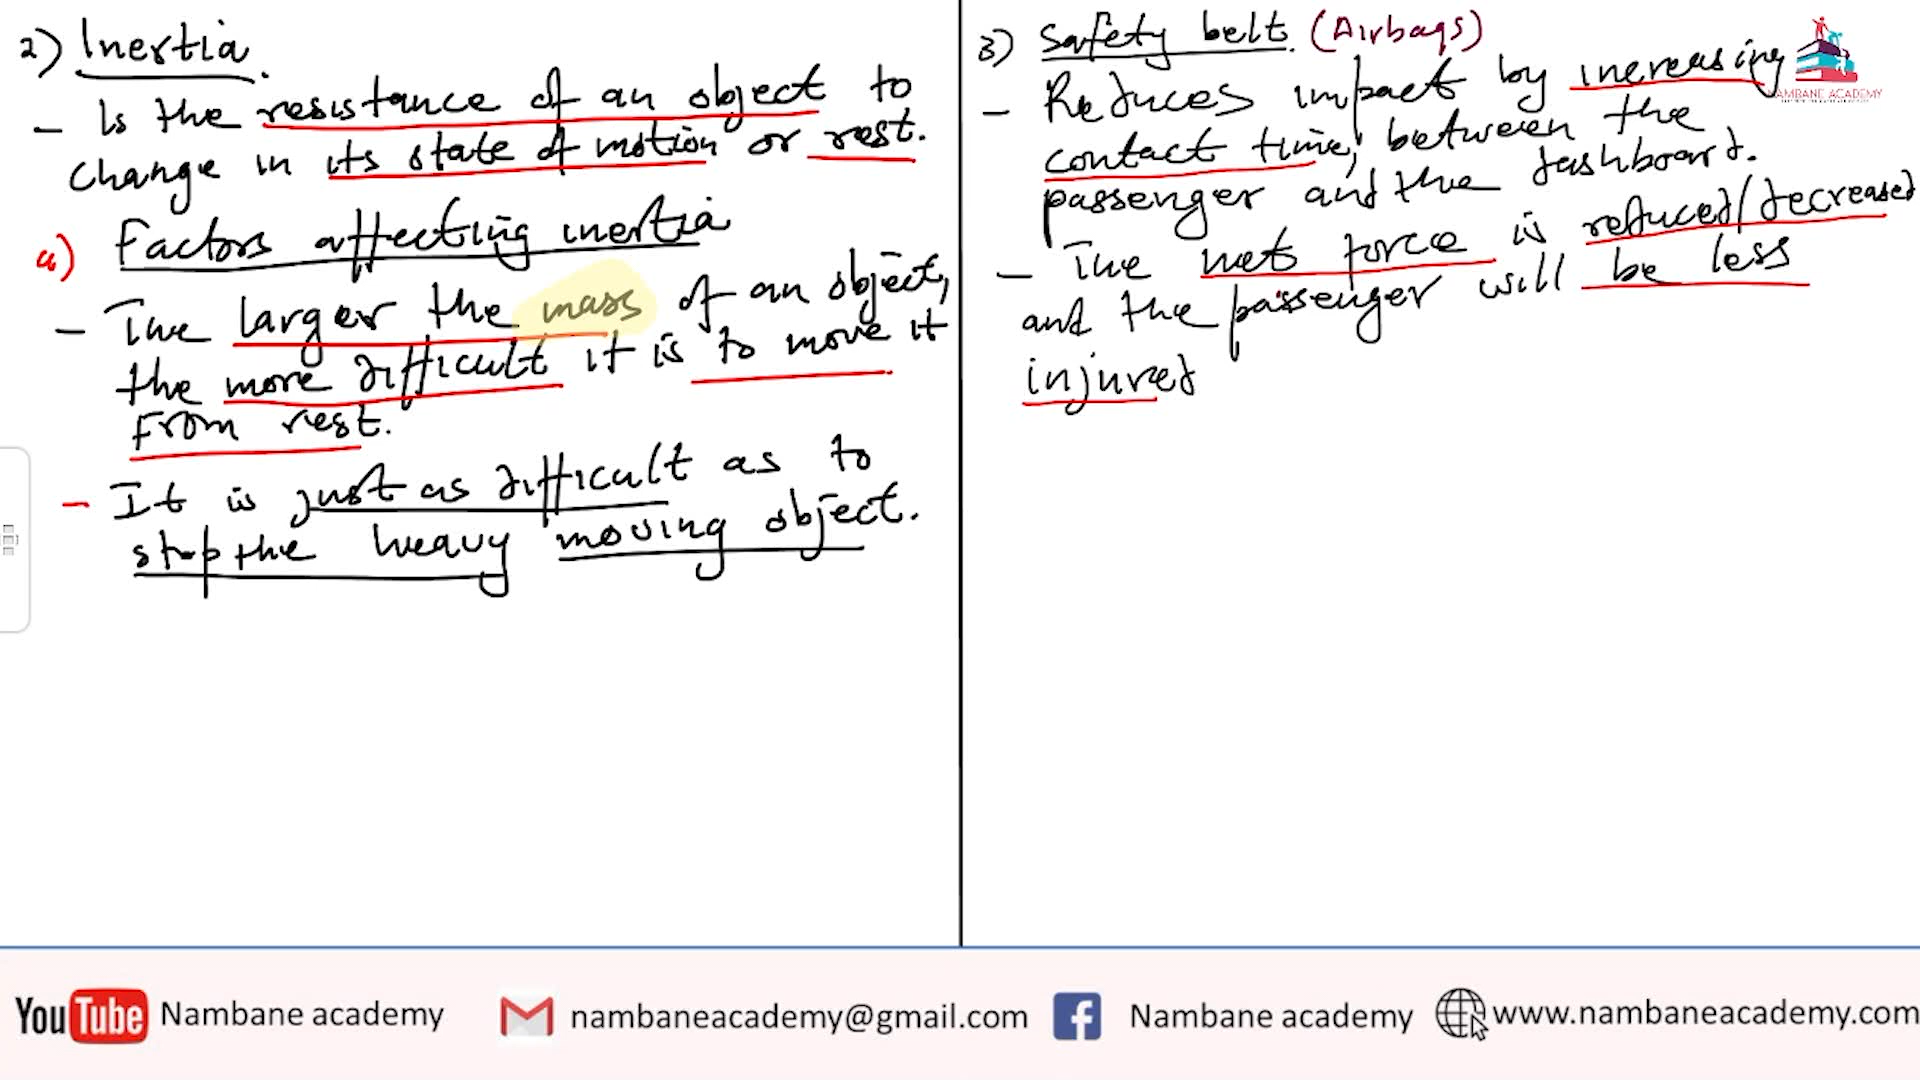 2) Inertia.
- Is the resistance of an object to
change in its state of motion or rest.
a) Factors affecting inertia
- The larger the mass of an object,
the more difficult it is to move it
from rest.
- It is just as difficult as to
stop the heavy moving object.
3) Safety belt. (Airbags)
- Reduces impact by increasing
contact time, between the
passenger and the dashboard.
- The net force is reduced/decreased
and the passenger will be less
injured
NAMBANE ACADEMY
YouTube Nambane academy nambaneacademy@gmail.com Nambane academy www.nambaneacademy.com